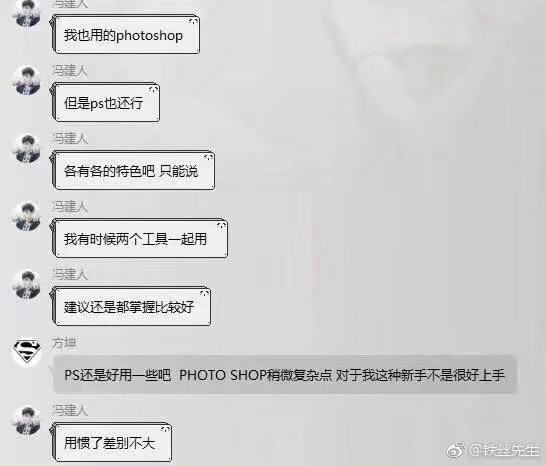 冯建人
我也用的photoshop
冯建人
但是ps也还行
冯建人
各有各的特色吧 只能说
冯建人
我有时候两个工具一起用
冯建人
建议还是都掌握比较好
方坤
PS还是好用一些吧  PHOTO SHOP稍微复杂点 对于我这种新手不是很好上手
冯建人
用惯了差别不大
@铁丝先生